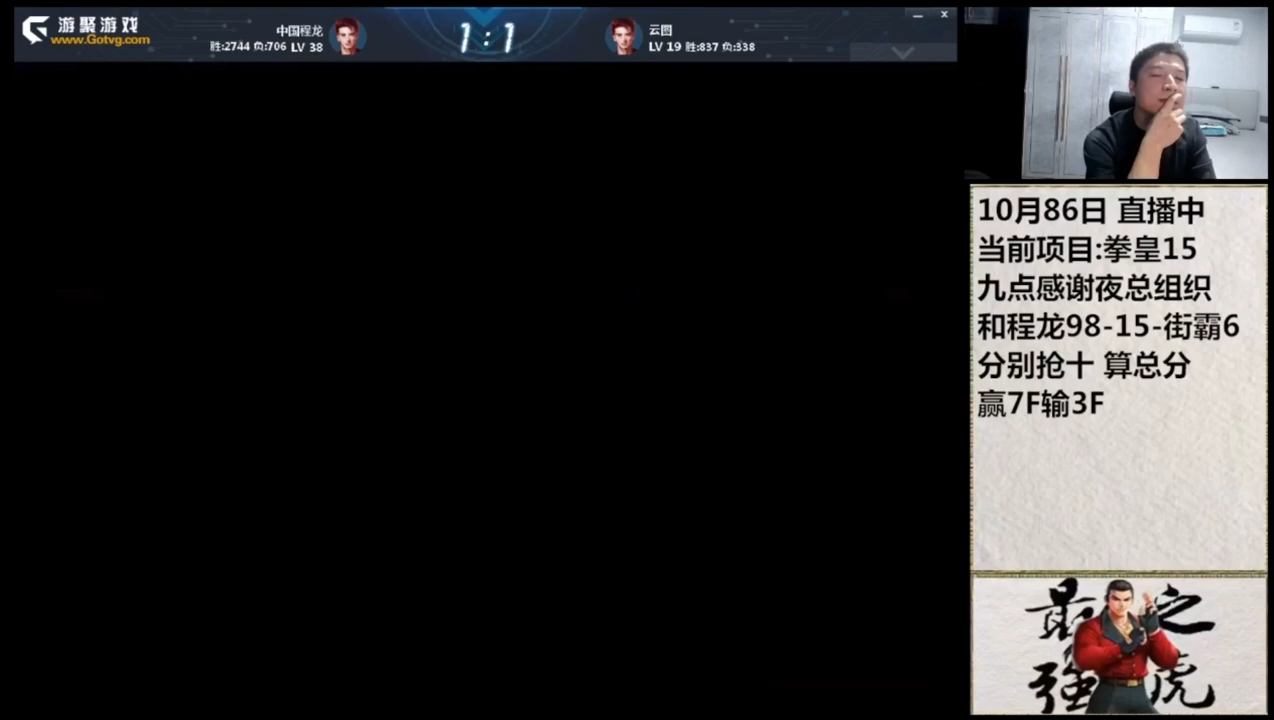 游聚游戏
www.Gotvg.com
中国程龙
胜:2744 负:706 LV 38
1:1
云图
LV 19 胜:837 负:338
10月86日 直播中
当前项目:拳皇15
九点感谢夜总组织
和程龙98-15-街霸6
分别抢十 算总分
赢7F输3F
最之
强虎